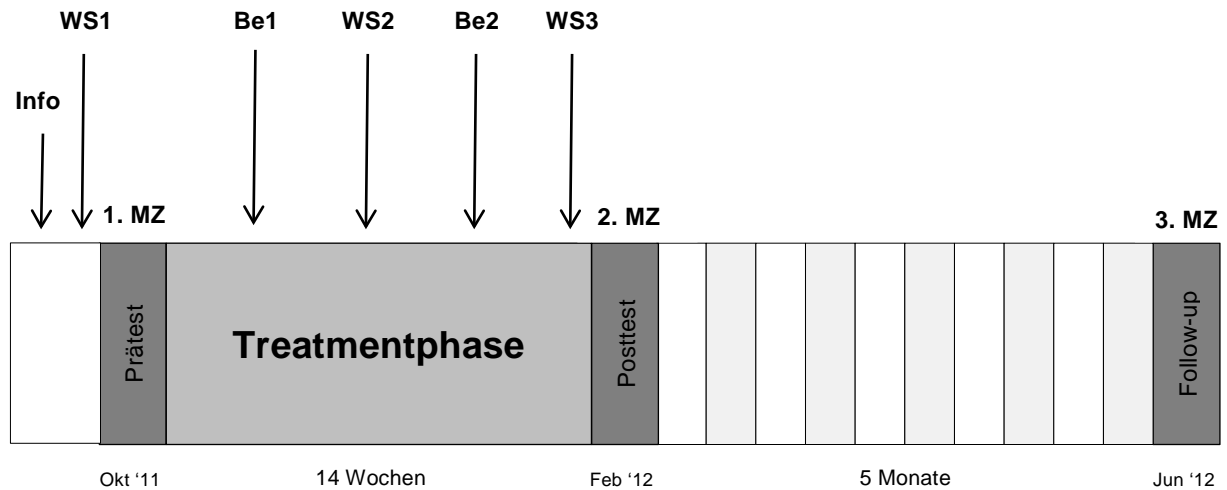 WS1 Be1 WS2 Be2 WS3
Info
1. MZ 2. MZ 3. MZ
Prätest
Treatmentphase
Posttest
Follow-up
Okt ‘11 14 Wochen Feb ‘12 5 Monate Jun ‘12